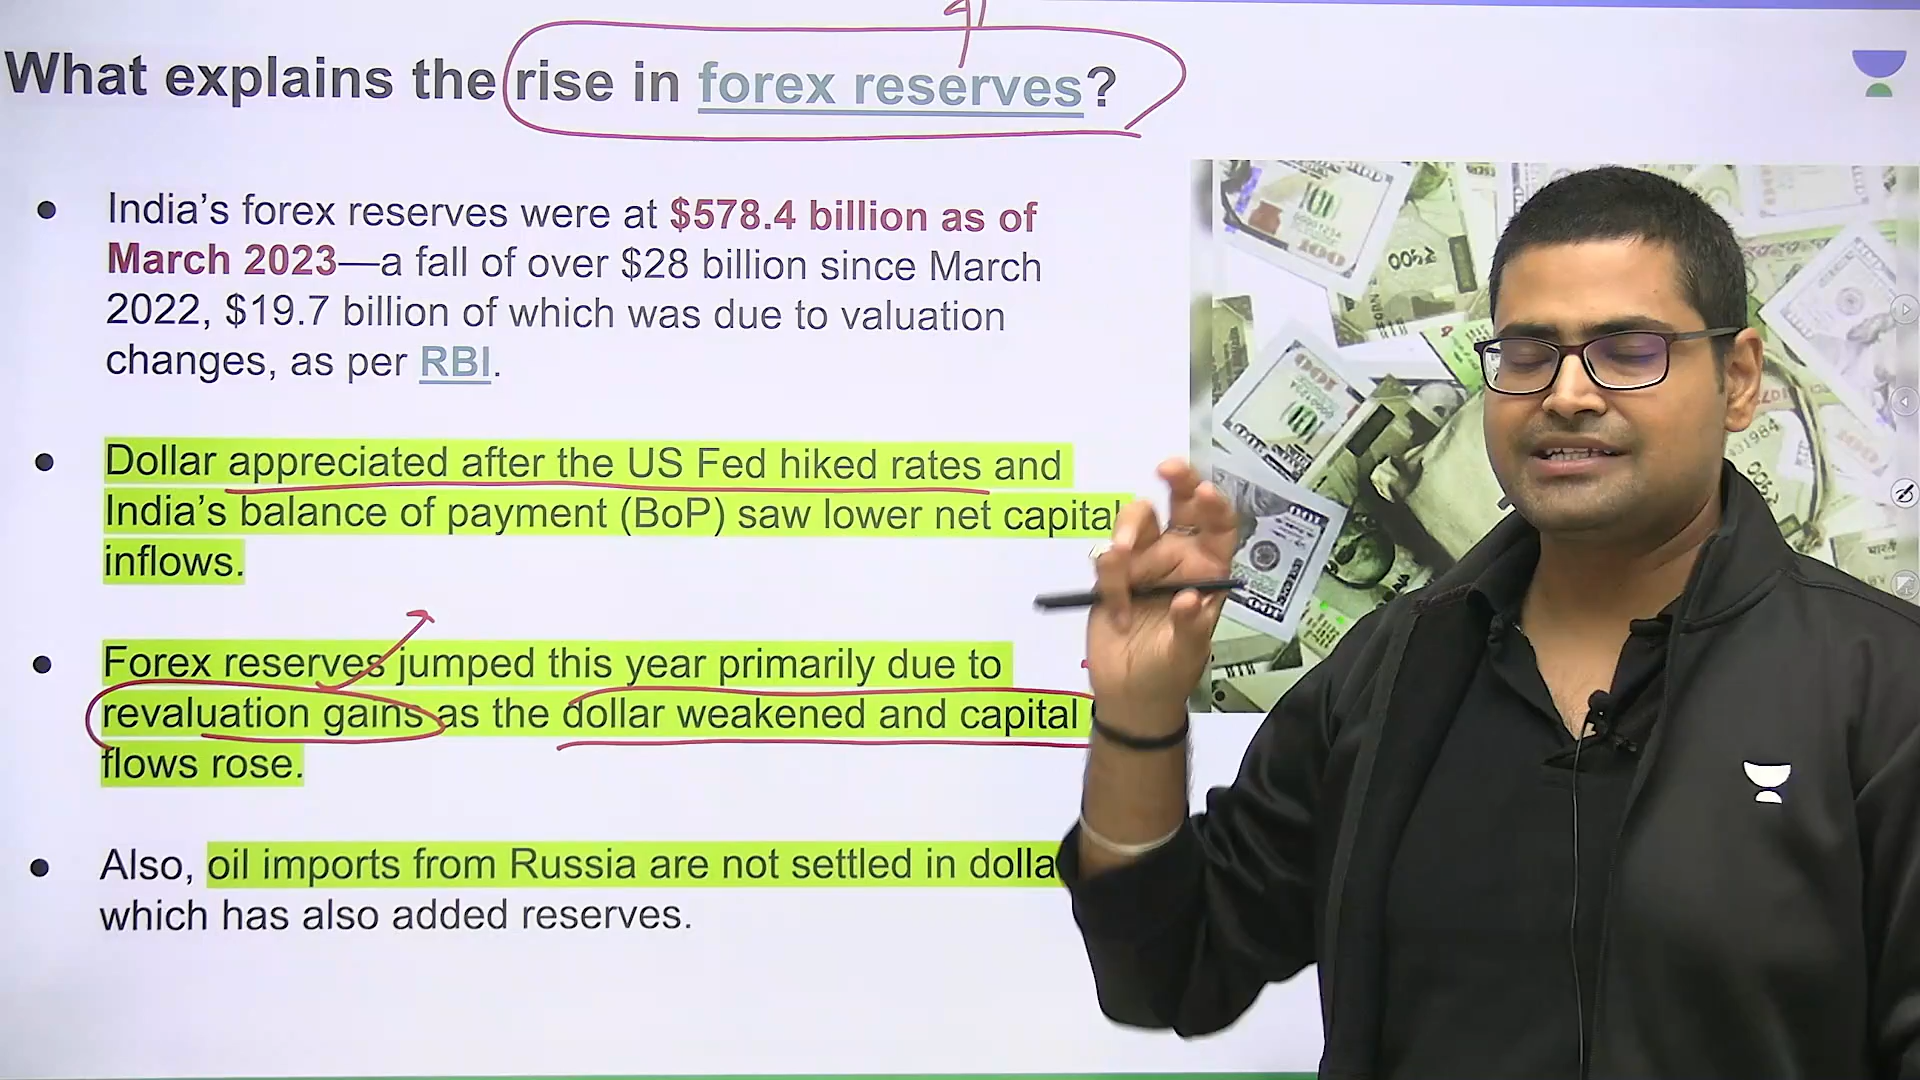 What explains the rise in forex reserves?
● India’s forex reserves were at $578.4 billion as of
March 2023—a fall of over $28 billion since March
2022, $19.7 billion of which was due to valuation
changes, as per RBI.
● Dollar appreciated after the US Fed hiked rates and
India’s balance of payment (BoP) saw lower net capital
inflows.
● Forex reserves jumped this year primarily due to
revaluation gains as the dollar weakened and capital
flows rose.
● Also, oil imports from Russia are not settled in dolla
which has also added reserves.